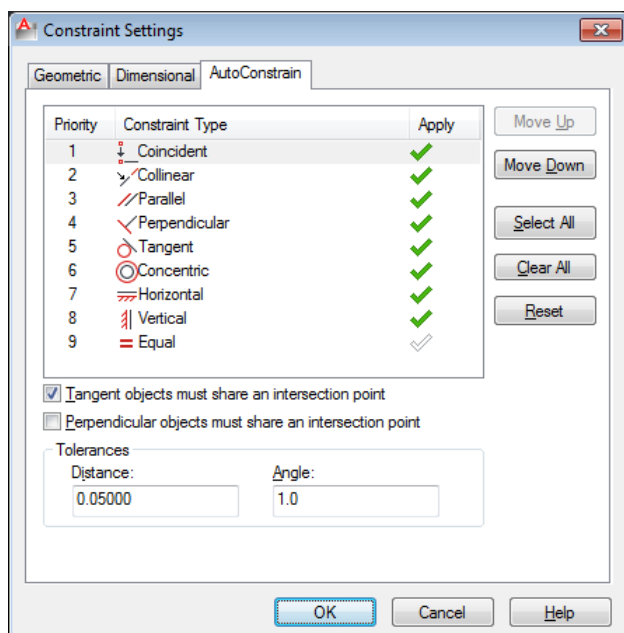 Constraint Settings
Geometric Dimensional AutoConstrain
Priority Constraint Type Apply
1 Coincident
2 Collinear
3 Parallel
4 Perpendicular
5 Tangent
6 Concentric
7 Horizontal
8 Vertical
9 Equal
Move Up
Move Down
Select All
Clear All
Reset
Tangent objects must share an intersection point
Perpendicular objects must share an intersection point
Tolerances
Distance: Angle:
0.05000 1.0
OK Cancel Help